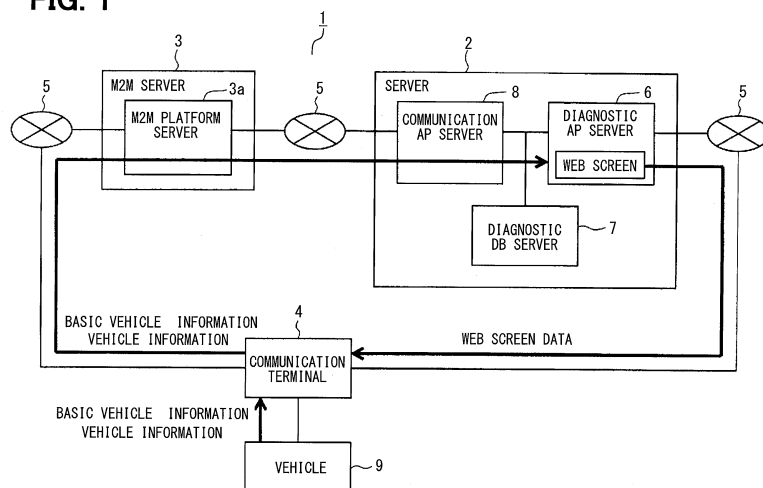 FIG. 1
1
3
2
5
M2M SERVER
3a
M2M PLATFORM
SERVER
5
SERVER
8
COMMUNICATION
AP SERVER
6
DIAGNOSTIC
AP SERVER
WEB SCREEN
5
DIAGNOSTIC
DB SERVER
7
BASIC VEHICLE INFORMATION
VEHICLE INFORMATION
4
COMMUNICATION
TERMINAL
WEB SCREEN DATA
BASIC VEHICLE INFORMATION
VEHICLE INFORMATION
VEHICLE
9